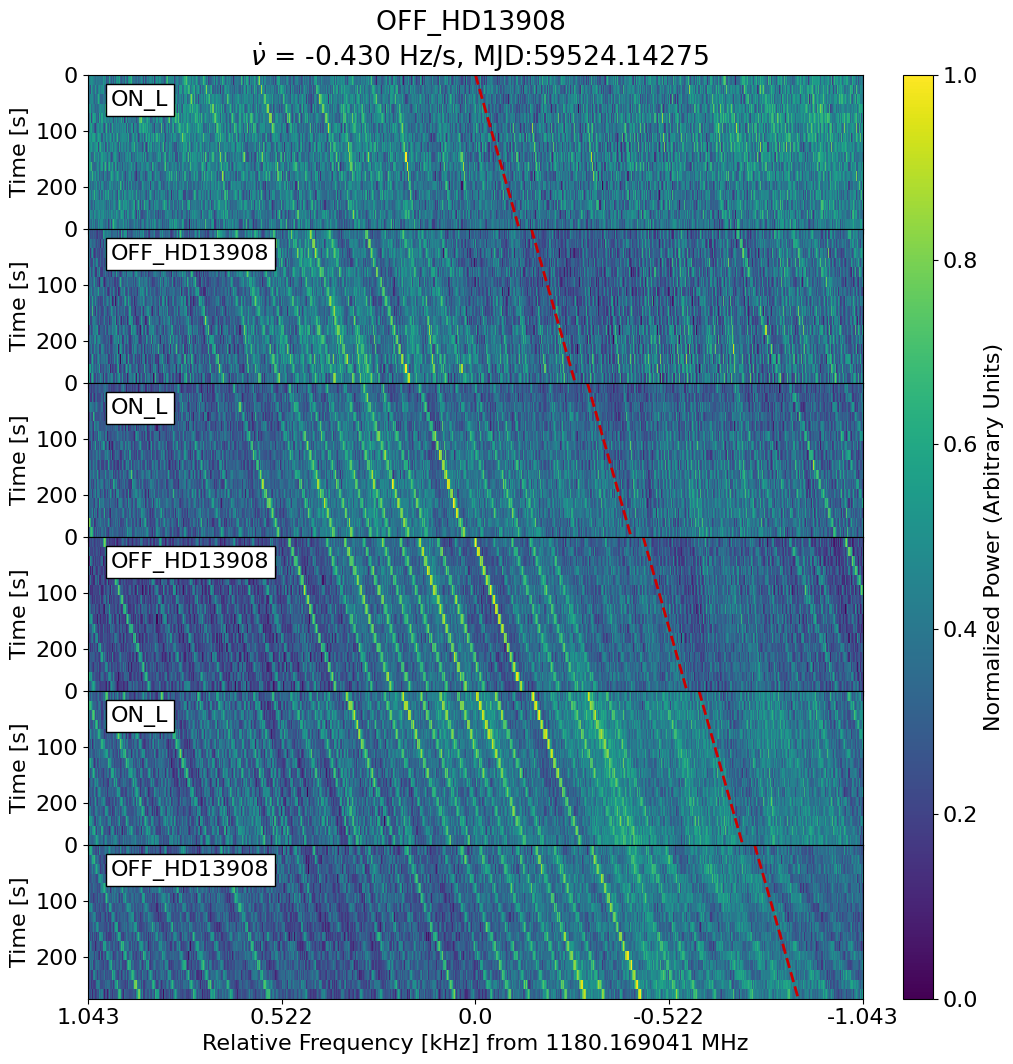 OFF_HD13908
ν̇ = -0.430 Hz/s, MJD:59524.14275
0
ON_L
100
200
Time [s]
0
OFF_HD13908
100
200
Time [s]
0
ON_L
100
200
Time [s]
0
OFF_HD13908
100
200
Time [s]
0
ON_L
100
200
Time [s]
0
OFF_HD13908
100
200
Time [s]
1.043 0.522 0.0 -0.522 -1.043
Relative Frequency [kHz] from 1180.169041 MHz
1.0
0.8
0.6
0.4
0.2
0.0
Normalized Power (Arbitrary Units)